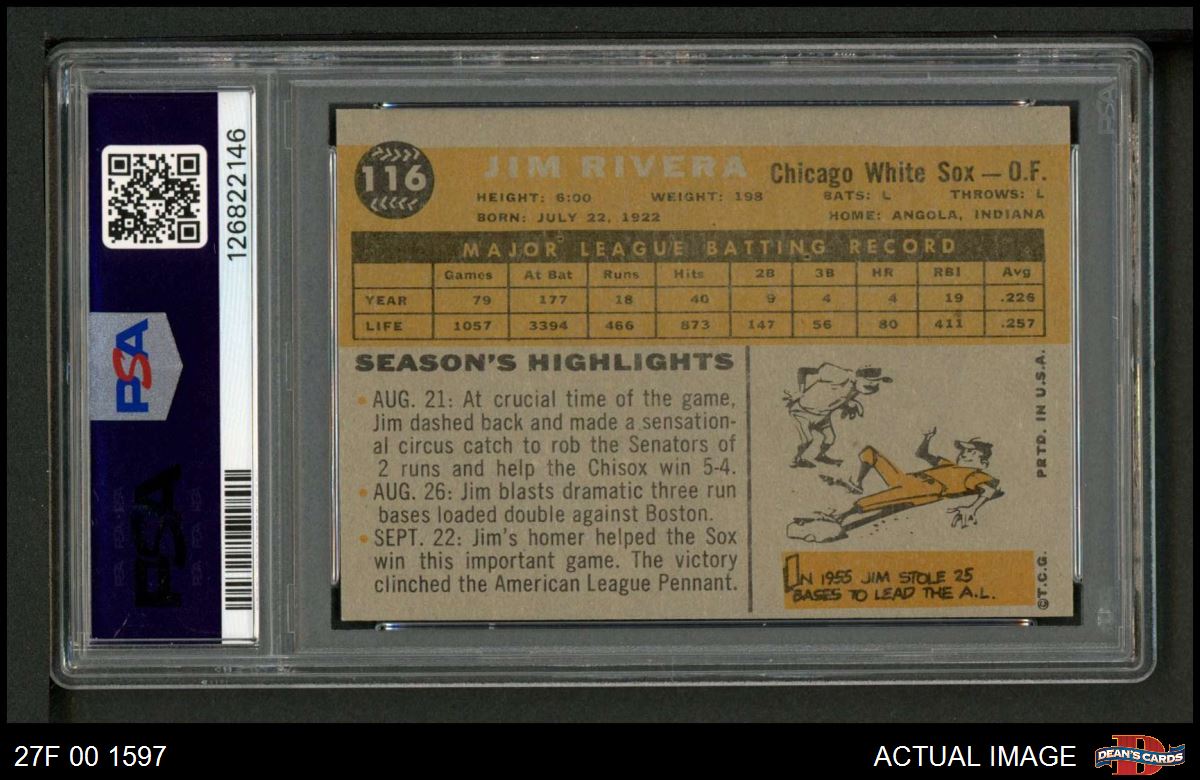 126822146
PSA
PSA
PSA
116
JIM RIVERA
Chicago White Sox — O.F.
HEIGHT: 6:00 WEIGHT: 198 BATS: L THROWS: L
BORN: JULY 22, 1922 HOME: ANGOLA, INDIANA
MAJOR LEAGUE BATTING RECORD
Games At Bat Runs Hits 2B 3B HR RBI Avg
YEAR 79 177 18 40 9 4 4 19 .226
LIFE 1057 3394 466 873 147 56 80 411 .257
SEASON'S HIGHLIGHTS
• AUG. 21: At crucial time of the game,
Jim dashed back and made a sensation-
al circus catch to rob the Senators of
2 runs and help the Chisox win 5-4.
• AUG. 26: Jim blasts dramatic three run
bases loaded double against Boston.
• SEPT. 22: Jim's homer helped the Sox
win this important game. The victory
clinched the American League Pennant.
IN 1955 JIM STOLE 25
BASES TO LEAD THE A.L.
©T.C.G. PRTD. IN U.S.A.
27F 00 1597
ACTUAL IMAGE
DEAN'S CARDS